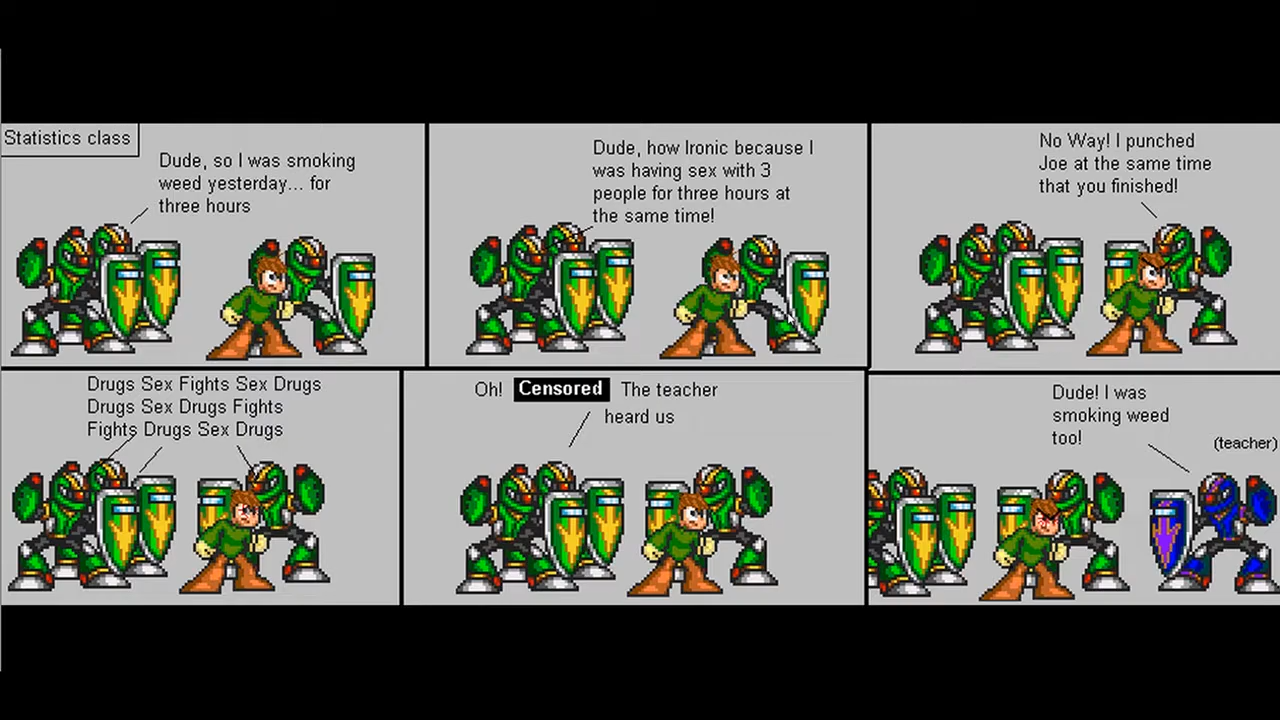 Statistics class
Dude, so I was smoking
weed yesterday... for
three hours
Dude, how Ironic because I
was having sex with 3
people for three hours at
the same time!
No Way! I punched
Joe at the same time
that you finished!
Drugs Sex Fights Sex Drugs
Drugs Sex Drugs Fights
Fights Drugs Sex Drugs
Oh! Censored The teacher
heard us
Dude! I was
smoking weed
too!
(teacher)